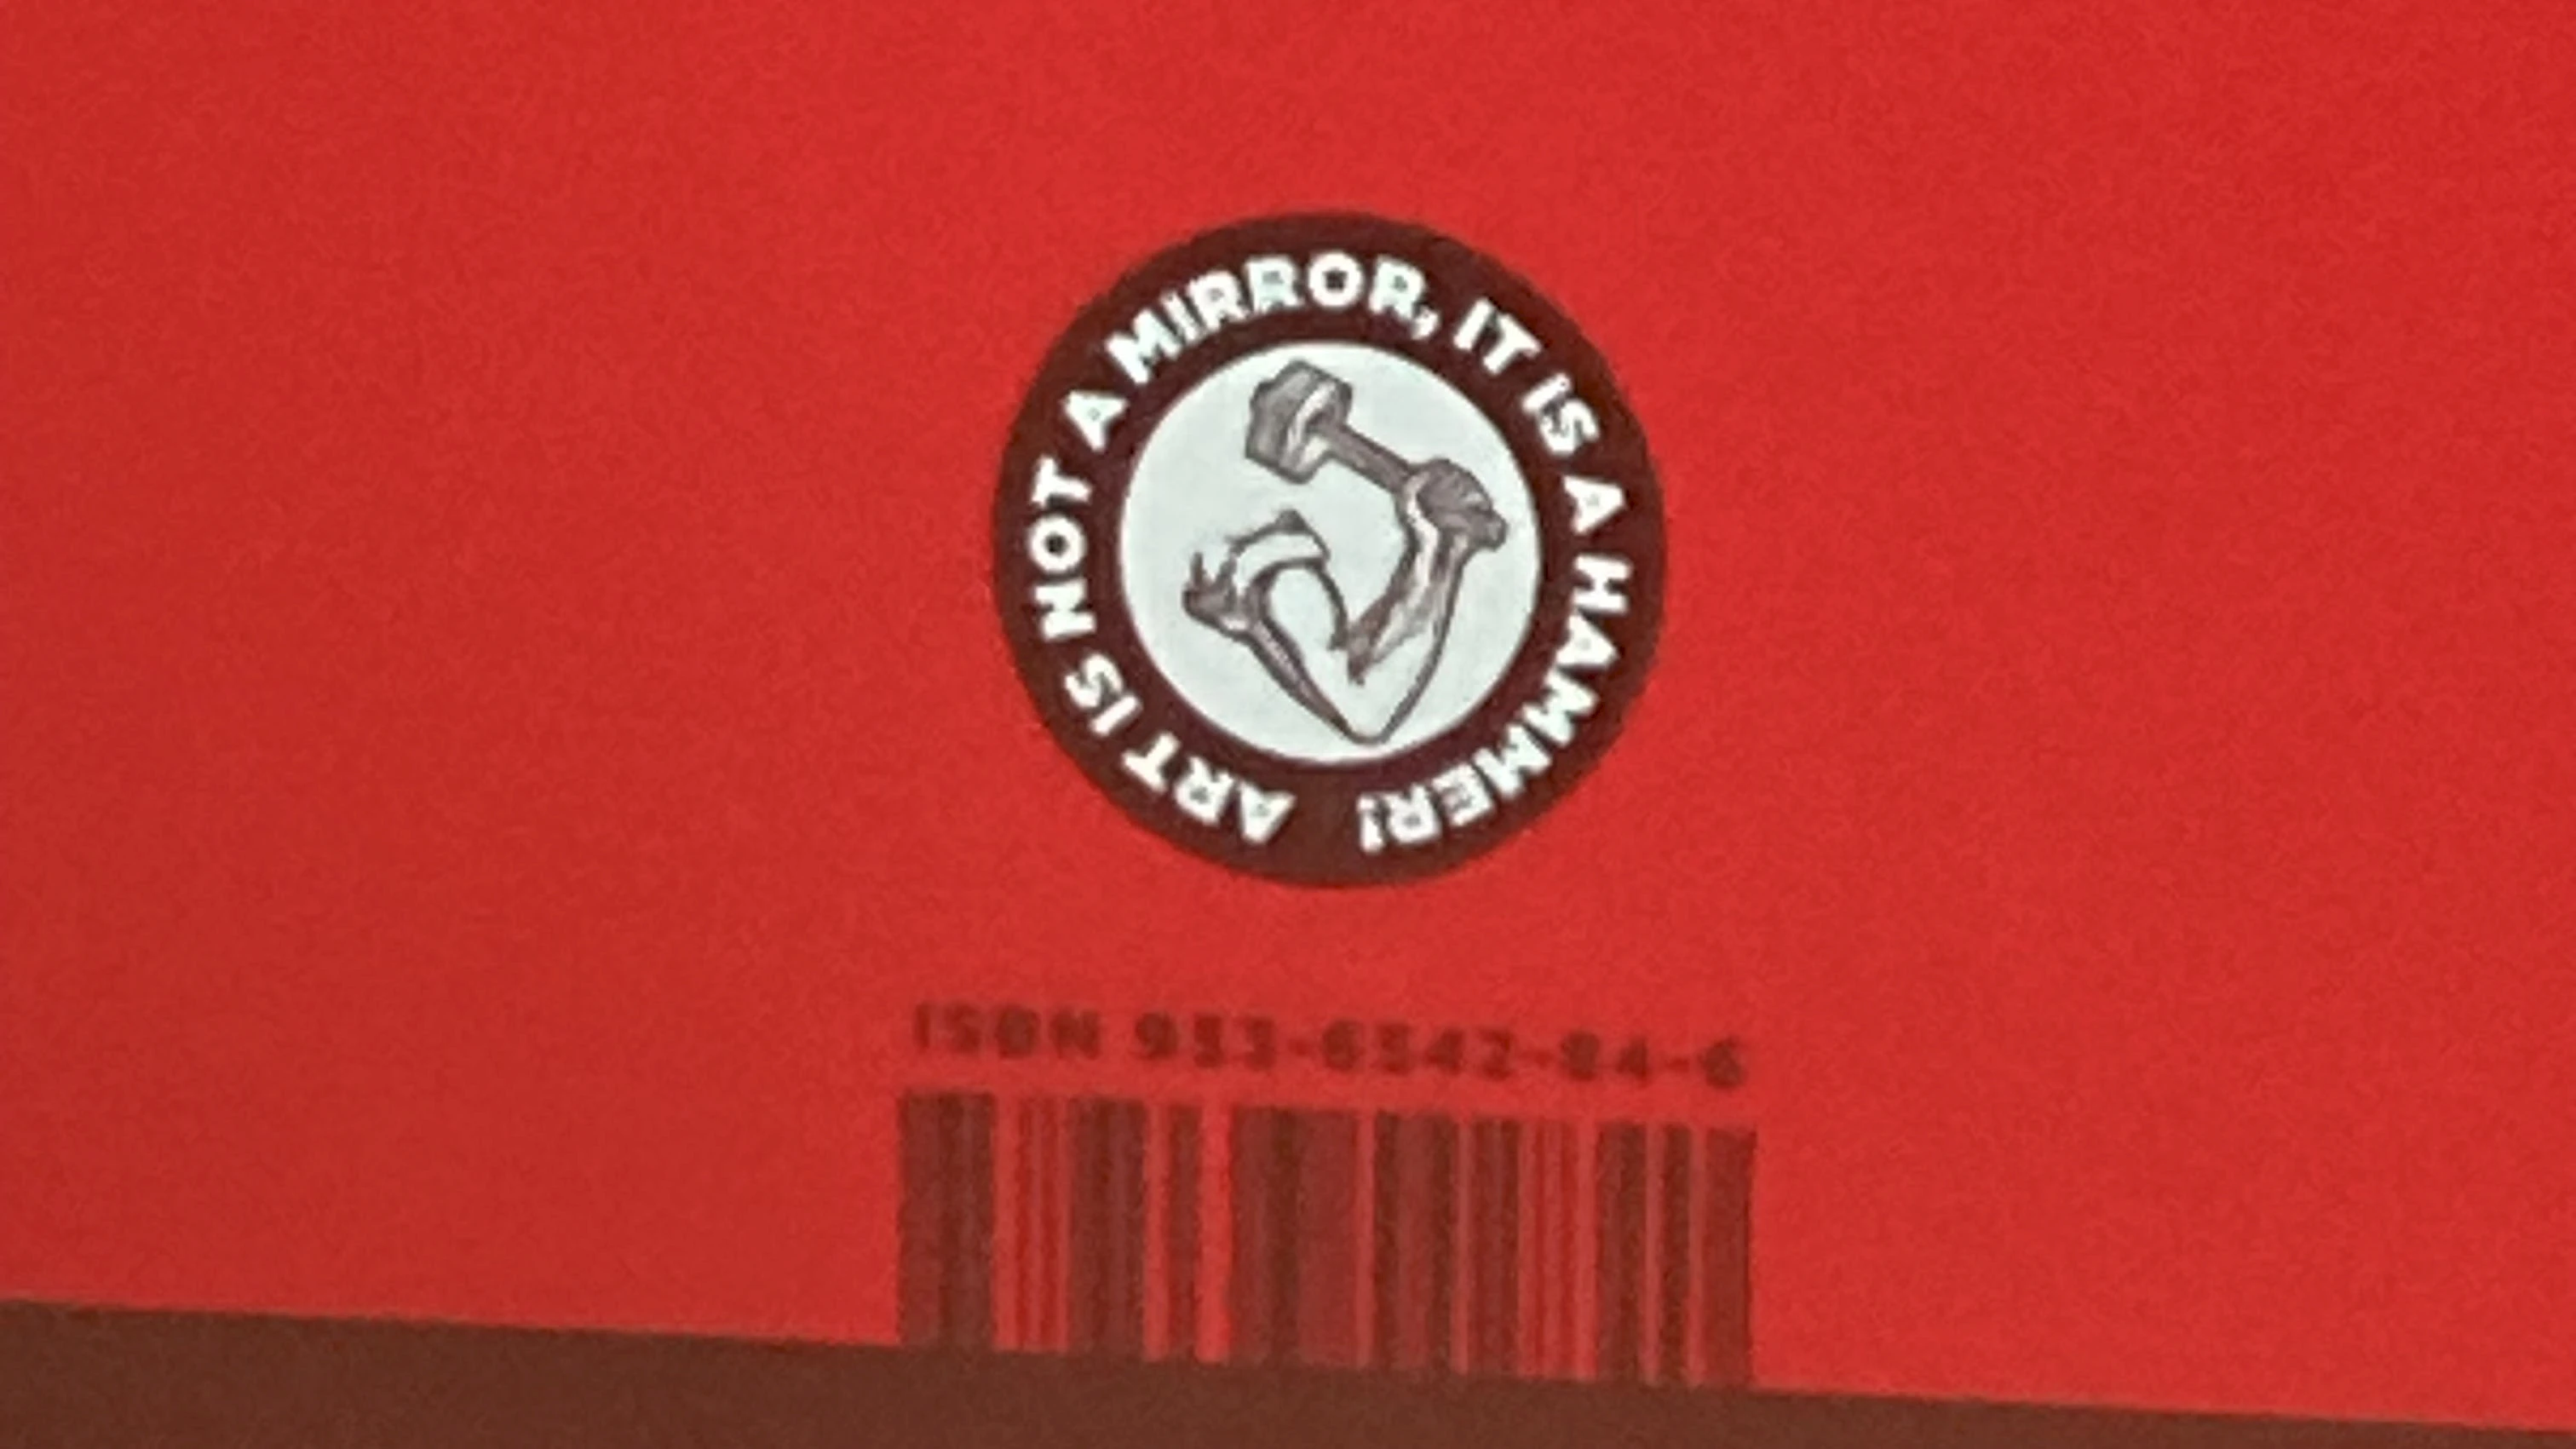 ART IS NOT A MIRROR, IT IS A HAMMER!
ISBN 953-6542-84-6